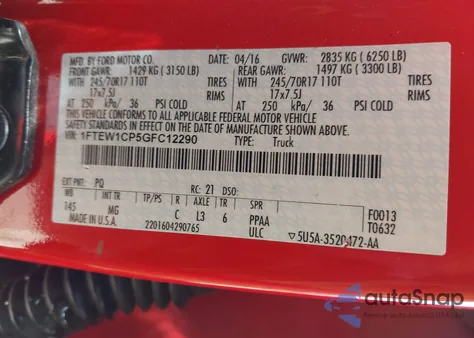 MFD. BY FORD MOTOR CO.
04/16 GVWR: 2835 KG ( 6250 LB)
FRONT GAWR: 1429 KG ( 3150 LB) REAR GAWR: 1497 KG ( 3300 LB)
WITH 245/70R17 110T TIRES WITH 245/70R17 110T TIRES
17x7.5J RIMS 17x7.5J RIMS
AT 250 kPa/ 36 PSI COLD AT 250 kPa/ 36 PSI COLD
THIS VEHICLE CONFORMS TO ALL APPLICABLE FEDERAL MOTOR VEHICLE
SAFETY STANDARDS IN EFFECT ON THE DATE OF MANUFACTURE SHOWN ABOVE.
VIN: 1FTEW1CP5GFC12290 TYPE: Truck
EXT PNT: PQ RC: 21 DSO:
WB INT TR TP/PS R AXLE TR SPR
145 MG C L3 6 PPAA F0013
MADE IN U.S.A. 2201604290765 ULC T0632
5U5A-3520472-AA
autoSnap